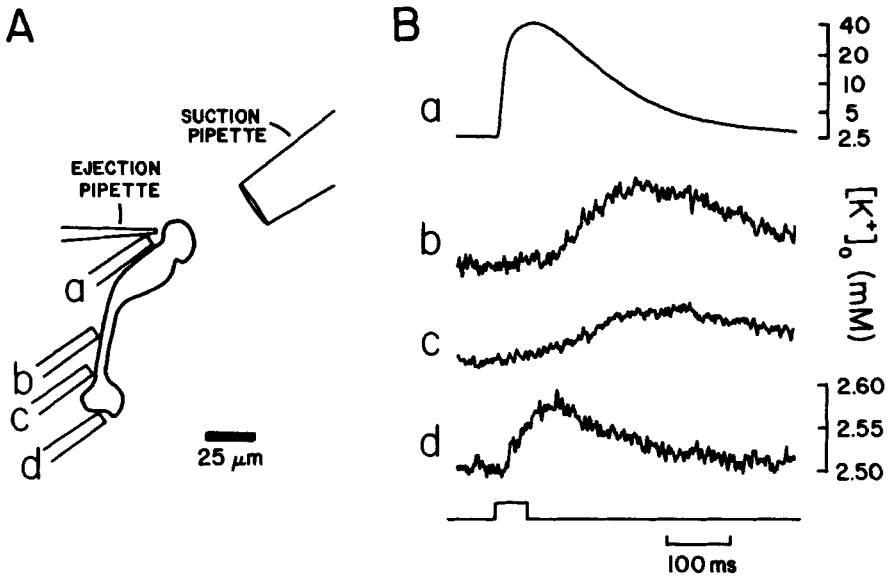 A
SUCTION
PIPETTE
EJECTION
PIPETTE
a
b
c
d
25 μm
B
a
b
c
d
40
20
10
5
2.5
[K⁺]ₒ (mM)
2.60
2.55
2.50
100 ms